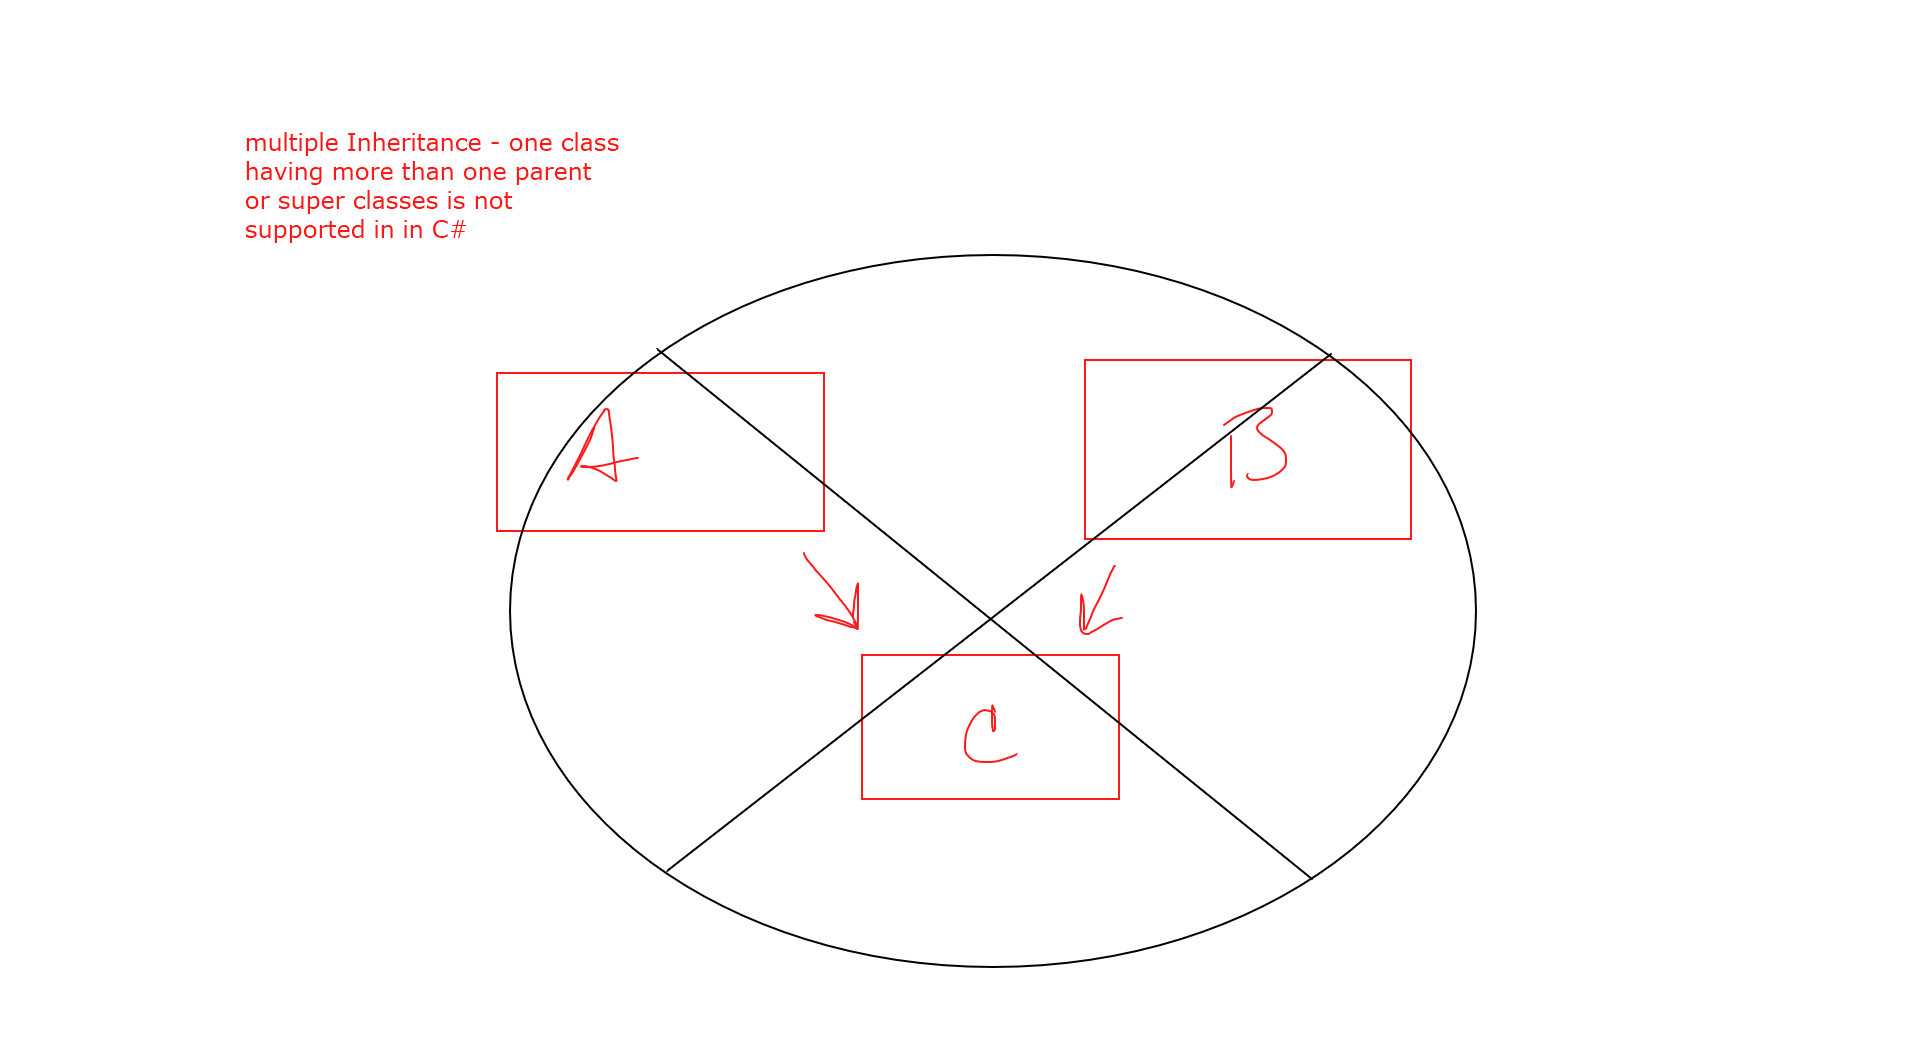 multiple Inheritance - one class
having more than one parent
or super classes is not
supported in in C#
A
B
C